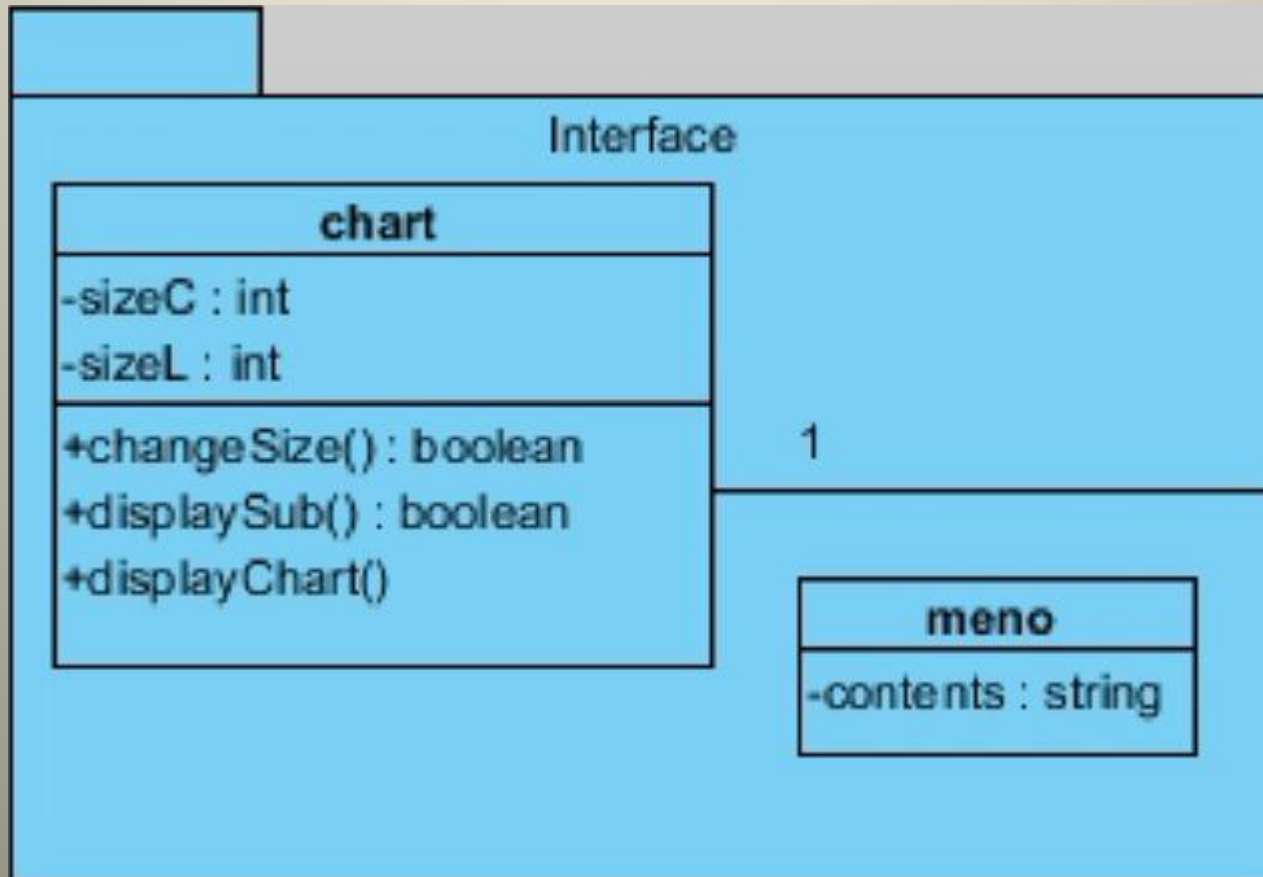 Interface
chart
-sizeC : int
-sizeL : int
+changeSize() : boolean
+displaySub() : boolean
+displayChart()
1
meno
-contents : string